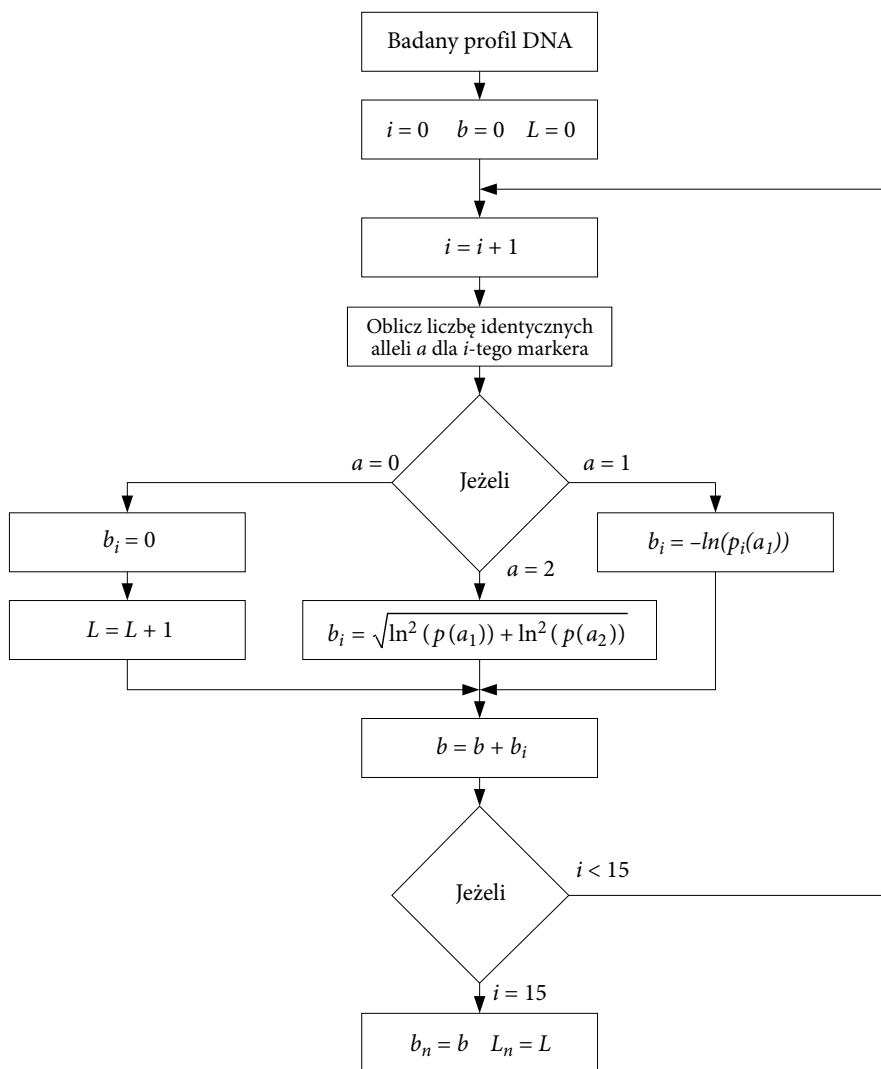 Badany profil DNA
i = 0 b = 0 L = 0
i = i + 1
Oblicz liczbę identycznych
alleli a dla i-tego markera
a = 0
Jeżeli
a = 1
b_i = 0
a = 2
b_i = –ln(p_i(a_1))
L = L + 1
b_i = √(ln² (p(a_1)) + ln² (p(a_2)))
b = b + b_i
Jeżeli
i < 15
i = 15
b_n = b L_n = L